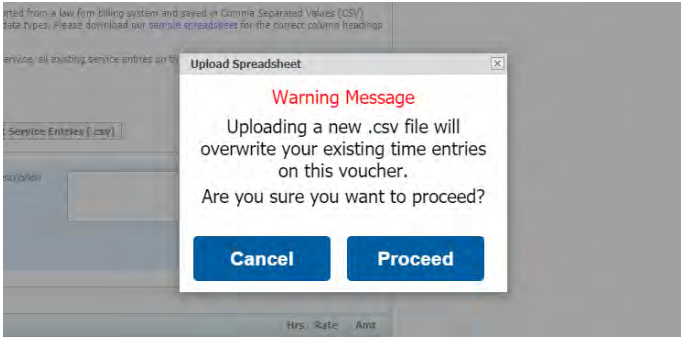 orted from a law firm billing system and saved in Comma Separated Values (CSV)
data types. Please download our sample spreadsheet for the correct column headings
erwise, all existing service entries on th
Upload Spreadsheet
Warning Message
Uploading a new .csv file will
overwrite your existing time entries
on this voucher.
Are you sure you want to proceed?
Service Entries (.csv)
scription
Cancel Proceed
Hrs Rate Amt